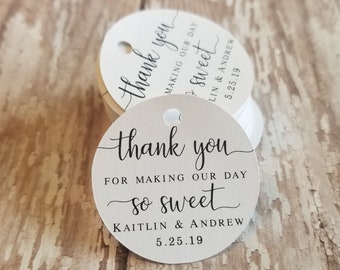 thank you
FOR MAKING OUR DAY
so sweet
KAITLIN & ANDREW
5.25.19
thank you
FOR MAKING OUR DAY
so sweet
KAITLIN & ANDREW
5.25.19